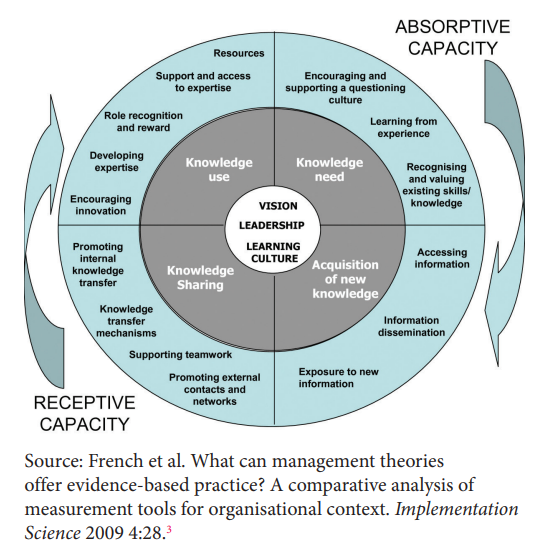 ABSORPTIVE
CAPACITY
Resources
Support and access
to expertise
Role recognition
and reward
Developing
expertise
Encouraging
innovation
Encouraging and
supporting a questioning
culture
Learning from
experience
Recognising
and valuing
existing skills/
knowledge
Knowledge
use
Knowledge
need
VISION
LEADERSHIP
LEARNING
CULTURE
Knowledge
Sharing
Acquisition
of new
knowledge
Promoting
internal
knowledge
transfer
Knowledge
transfer
mechanisms
Supporting teamwork
Promoting external
contacts and
networks
Accessing
information
Information
dissemination
Exposure to new
information
RECEPTIVE
CAPACITY
Source: French et al. What can management theories
offer evidence-based practice? A comparative analysis of
measurement tools for organisational context. Implementation
Science 2009 4:28.3